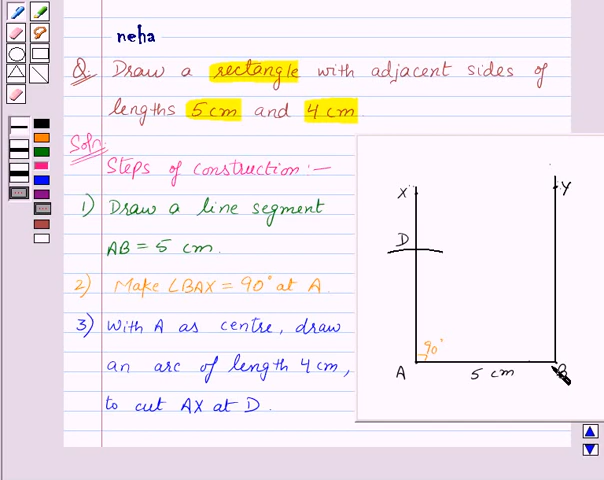 neha
Q. Draw a rectangle with adjacent sides of
lengths 5cm and 4 cm.
Soln:
Steps of construction :—
1) Draw a line segment
AB = 5 cm.
2) Make ∠BAX = 90° at A.
3) With A as centre, draw
an arc of length 4 cm,
to cut AX at D.
X
Y
D
90°
A
5 cm
B